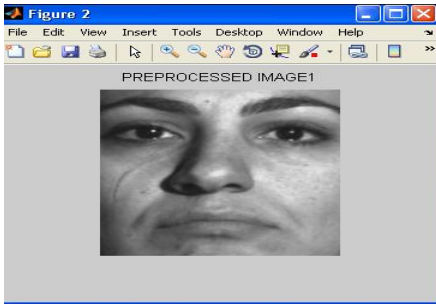 Figure 2
File Edit View Insert Tools Desktop Window Help
PREPROCESSED IMAGE1